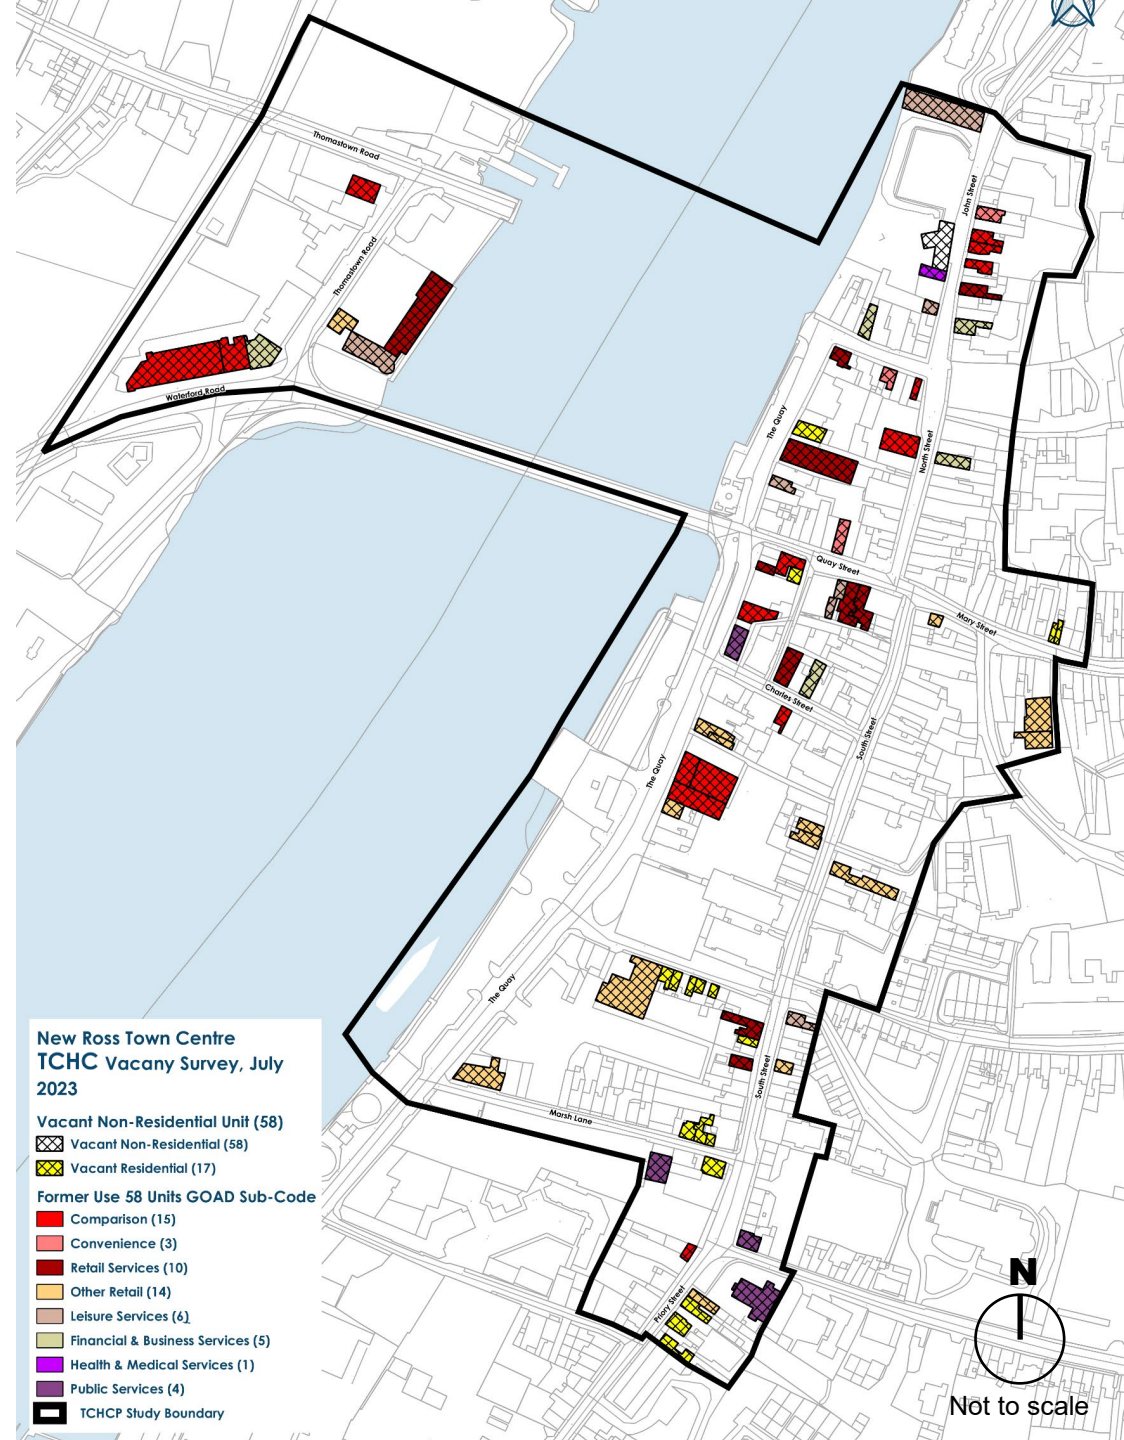 Thomastown Road
Thomastown Road
Waterford Road
John Street
The Quay
North Street
Quay Street
Mary Street
Charles Street
South Street
The Quay
The Quay
South Street
Marsh Lane
Priory Street
New Ross Town Centre
TCHC Vacany Survey, July
2023
Vacant Non-Residential Unit (58)
Vacant Non-Residential (58)
Vacant Residential (17)
Former Use 58 Units GOAD Sub-Code
Comparison (15)
Convenience (3)
Retail Services (10)
Other Retail (14)
Leisure Services (6)
Financial & Business Services (5)
Health & Medical Services (1)
Public Services (4)
TCHCP Study Boundary
N
Not to scale